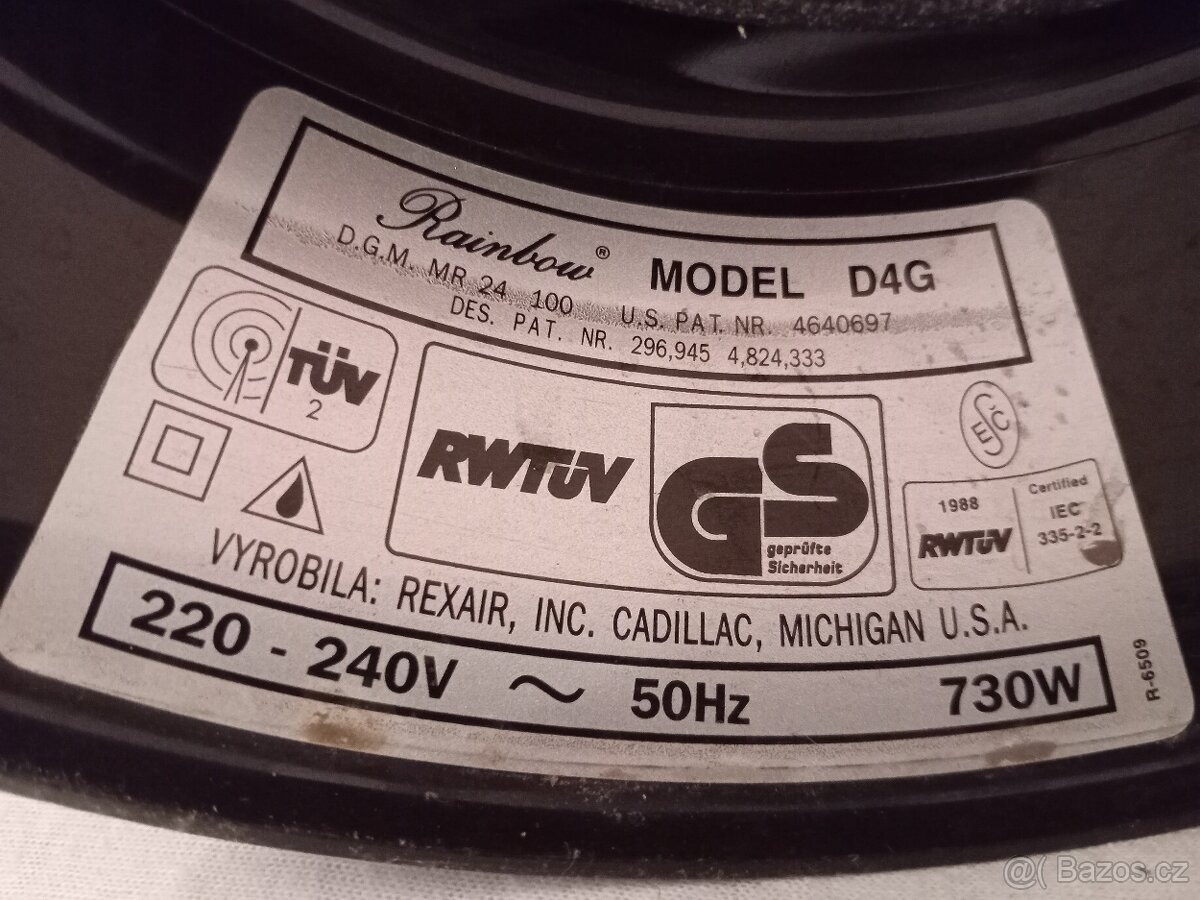 Rainbow® MODEL D4G
D.G.M. MR 24 100 U.S. PAT. NR. 4640697
DES. PAT. NR. 296,945 4,824,333
TÜV
2
RWTÜV
GS
geprüfte
Sicherheit
ESČ
1988
RWTÜV
Certified
IEC
335-2-2
VYROBILA: REXAIR, INC. CADILLAC, MICHIGAN U.S.A.
220 - 240V ~ 50Hz 730W
R-6509
@( Bazos.cz